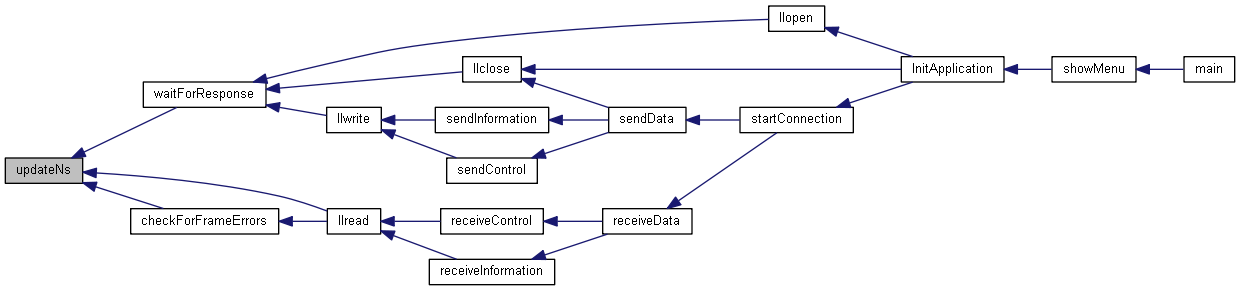 llopen
llclose
InitApplication
showMenu
main
waitForResponse
llwrite
sendInformation
sendData
startConnection
updateNs
sendControl
checkForFrameErrors
llread
receiveControl
receiveData
receiveInformation